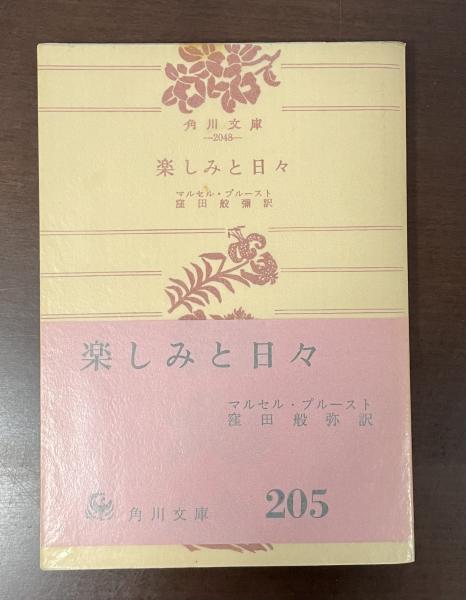 角川文庫
—2048—
楽しみと日々
マルセル・プルースト
窪田般彌訳
楽しみと日々
マルセル・プルースト
窪田般弥訳
角川文庫
205